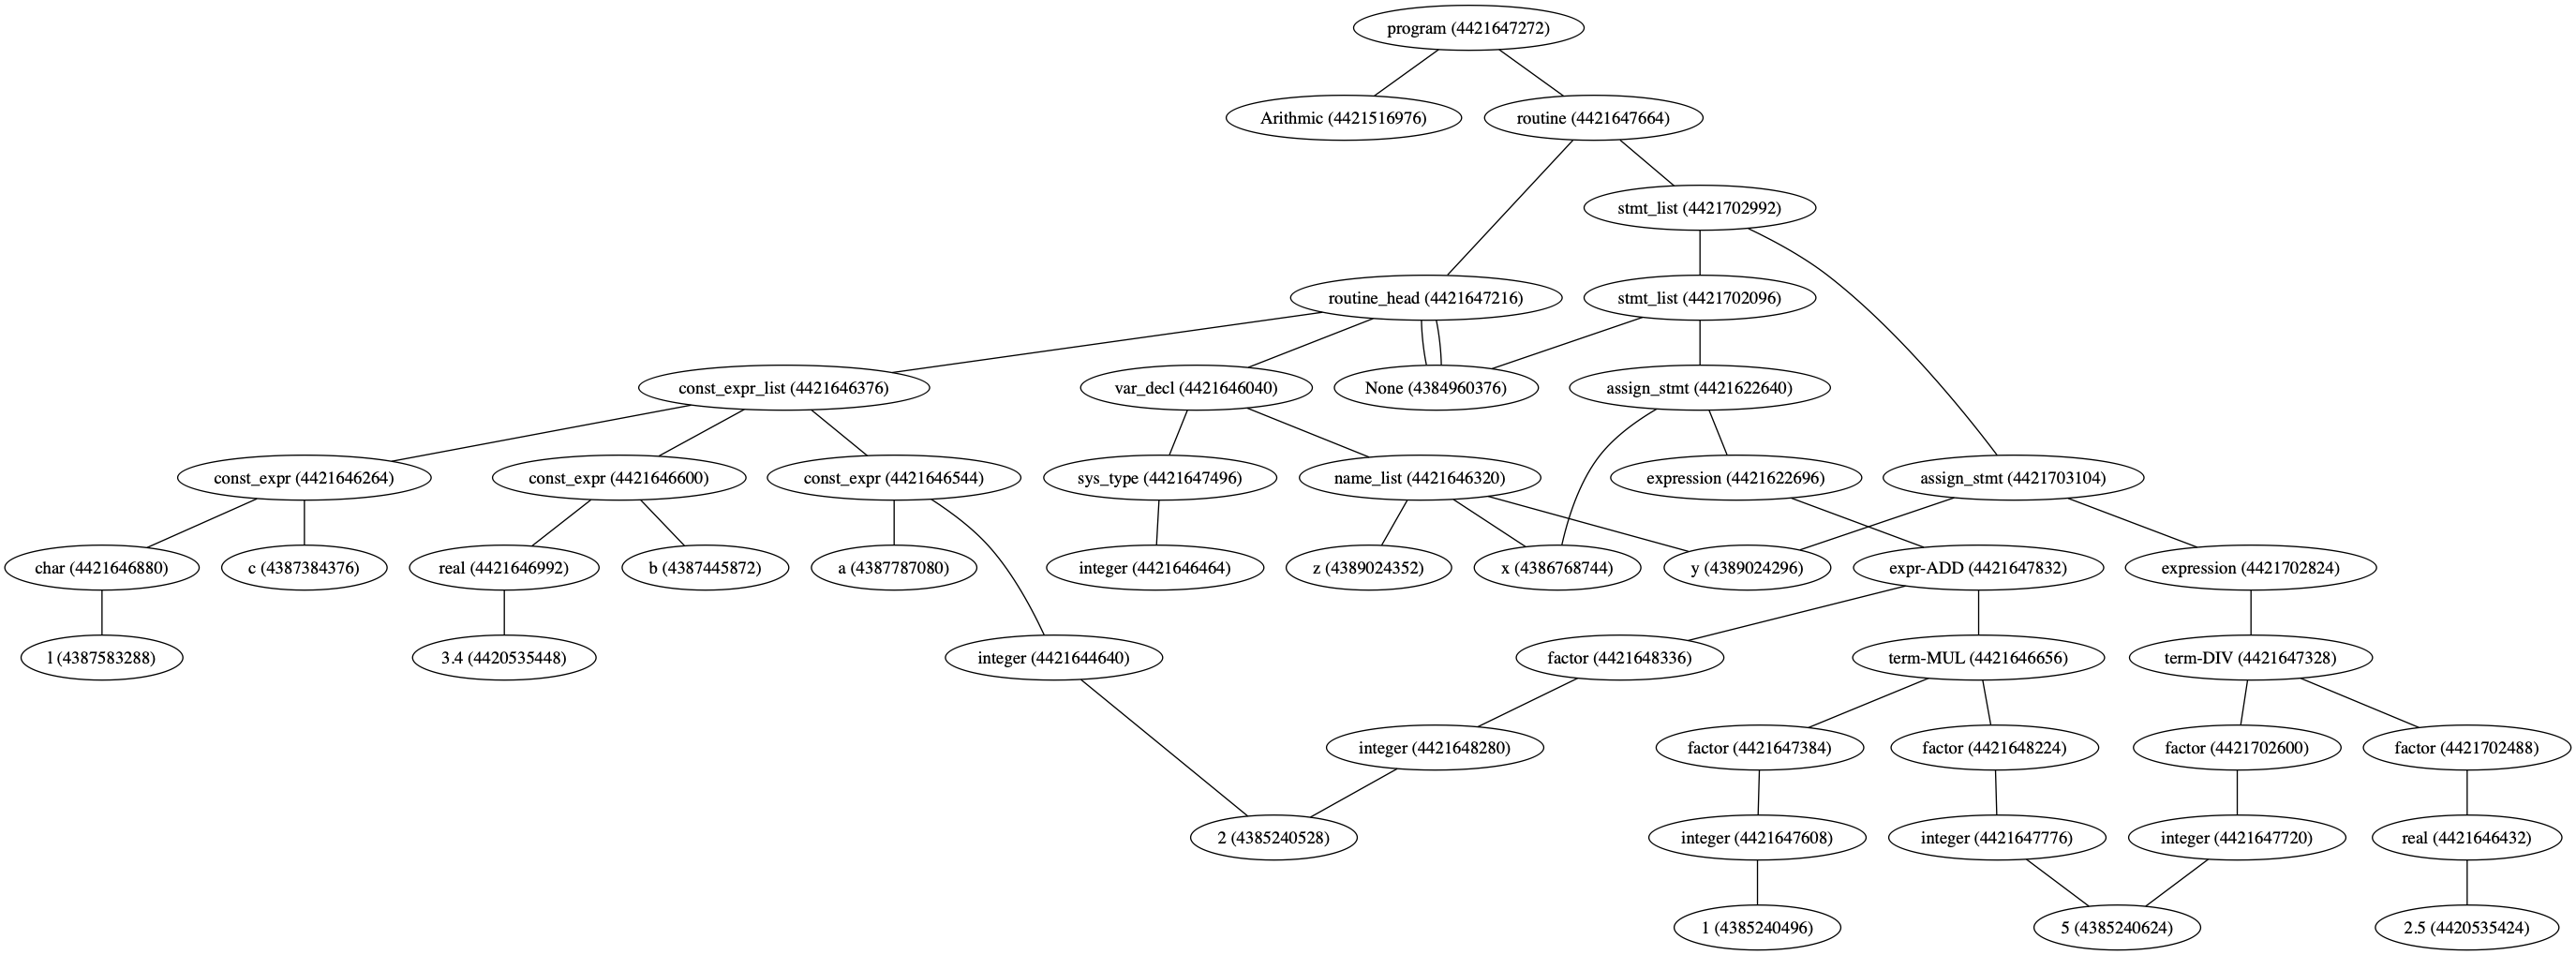 program (4421647272)
Arithmic (4421516976)
routine (4421647664)
stmt_list (4421702992)
routine_head (4421647216)
stmt_list (4421702096)
const_expr_list (4421646376)
var_decl (4421646040)
None (4384960376)
assign_stmt (4421622640)
const_expr (4421646264)
const_expr (4421646600)
const_expr (4421646544)
sys_type (4421647496)
name_list (4421646320)
expression (4421622696)
assign_stmt (4421703104)
char (4421646880)
c (4387384376)
real (4421646992)
b (4387445872)
a (4387787080)
integer (4421646464)
z (4389024352)
x (4386768744)
y (4389024296)
expr-ADD (4421647832)
expression (4421702824)
l (4387583288)
3.4 (4420535448)
integer (4421644640)
factor (4421648336)
term-MUL (4421646656)
term-DIV (4421647328)
integer (4421648280)
factor (4421647384)
factor (4421648224)
factor (4421702600)
factor (4421702488)
2 (4385240528)
integer (4421647608)
integer (4421647776)
integer (4421647720)
real (4421646432)
1 (4385240496)
5 (4385240624)
2.5 (4420535424)